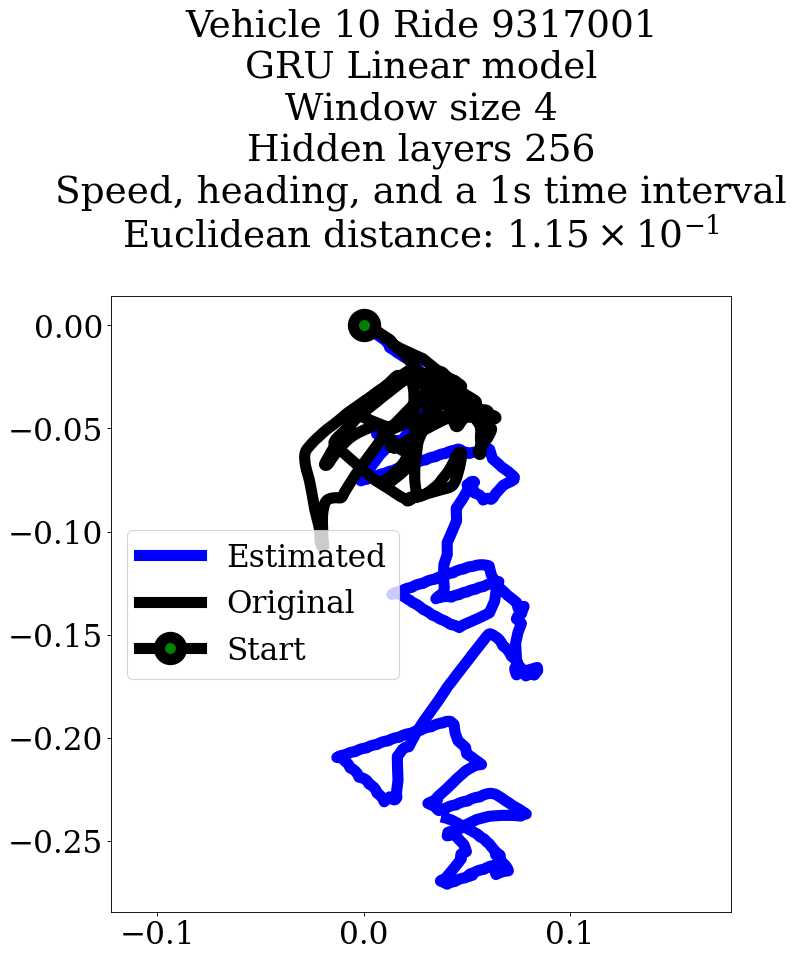 Vehicle 10 Ride 9317001
GRU Linear model
Window size 4
Hidden layers 256
Speed, heading, and a 1s time interval
Euclidean distance: 1.15 × 10⁻¹
0.00
−0.05
−0.10
−0.15
−0.20
−0.25
Estimated
Original
Start
−0.1
0.0
0.1